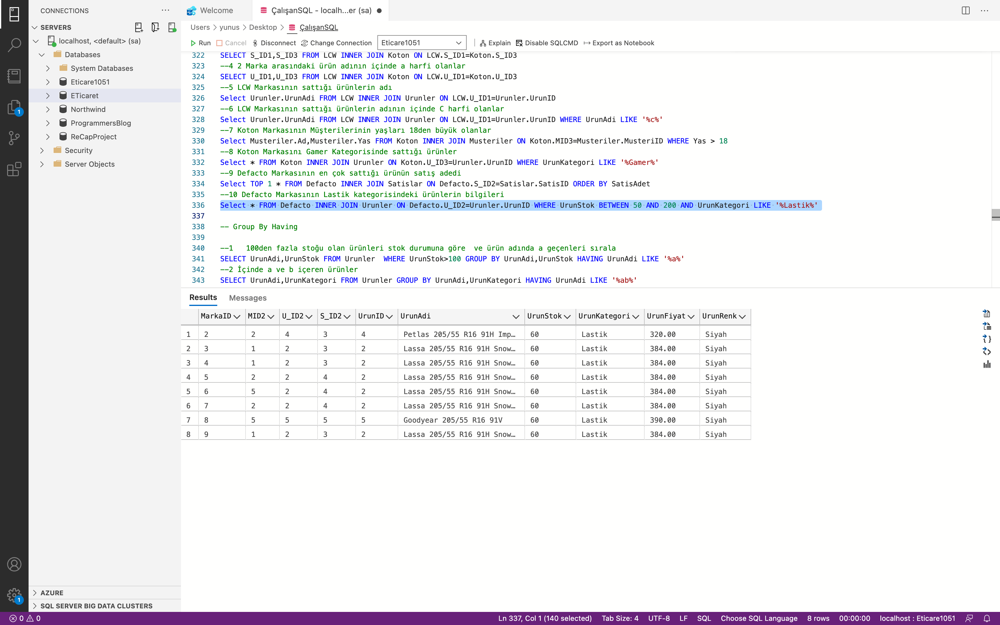 CONNECTIONS
SERVERS
localhost, <default> (sa)
Databases
System Databases
Eticare1051
ETicaret
Northwind
ProgrammersBlog
ReCapProject
Security
Server Objects
AZURE
SQL SERVER BIG DATA CLUSTERS
1
1
Welcome
ÇalışanSQL - localh...er (sa)
Users > yunus > Desktop > ÇalışanSQL
Run Cancel Disconnect Change Connection Eticare1051 Explain Disable SQLCMD Export as Notebook
322 SELECT S_ID1,S_ID3 FROM LCW INNER JOIN Koton ON LCW.S_ID1=Koton.S_ID3
323 --4 2 Marka arasındaki ürün adının içinde a harfi olanlar
324 SELECT U_ID1,U_ID3 FROM LCW INNER JOIN Koton ON LCW.U_ID1=Koton.U_ID3
325 --5 LCW Markasının sattığı ürünlerin adı
326 Select Urunler.UrunAdi FROM LCW INNER JOIN Urunler ON LCW.U_ID1=Urunler.UrunID
327 --6 LCW Markasının sattığı ürünlerin adının içinde C harfi olanlar
328 Select Urunler.UrunAdi FROM LCW INNER JOIN Urunler ON LCW.U_ID1=Urunler.UrunID WHERE UrunAdi LIKE '%c%'
329 --7 Koton Markasının Müşterilerinin yaşları 18den büyük olanlar
330 Select Musteriler.Ad,Musteriler.Yas FROM Koton INNER JOIN Musteriler ON Koton.MID3=Musteriler.MusteriID WHERE Yas > 18
331 --8 Koton Markasını Gamer Kategorisinde sattığı ürünler
332 Select * FROM Koton INNER JOIN Urunler ON Koton.U_ID3=Urunler.UrunID WHERE UrunKategori LIKE '%Gamer%'
333 --9 Defacto Markasının en çok sattığı ürünün satış adedi
334 Select TOP 1 * FROM Defacto INNER JOIN Satislar ON Defacto.S_ID2=Satislar.SatisID ORDER BY SatisAdet
335 --10 Defacto Markasının Lastik kategorisindeki ürünlerin bilgileri
336 Select * FROM Defacto INNER JOIN Urunler ON Defacto.U_ID2=Urunler.UrunID WHERE UrunStok BETWEEN 50 AND 200 AND UrunKategori LIKE '%Lastik%'
337
338 -- Group By Having
339
340 --1   100den fazla stoğu olan ürünleri stok durumuna göre  ve ürün adında a geçenleri sırala
341 SELECT UrunAdi,UrunStok FROM Urunler  WHERE UrunStok>100 GROUP BY UrunAdi,UrunStok HAVING UrunAdi LIKE '%a%'
342 --2 İçinde a ve b içeren ürünler
343 SELECT UrunAdi,UrunKategori FROM Urunler GROUP BY UrunAdi,UrunKategori HAVING UrunAdi LIKE '%ab%'
Results Messages
MarkaID MID2 U_ID2 S_ID2 UrunID UrunAdi UrunStok UrunKategori UrunFiyat UrunRenk
1 2 2 4 3 4 Petlas 205/55 R16 91H Imp… 60 Lastik 320.00 Siyah
2 3 1 2 3 2 Lassa 205/55 R16 91H Snow… 60 Lastik 384.00 Siyah
3 4 1 2 3 2 Lassa 205/55 R16 91H Snow… 60 Lastik 384.00 Siyah
4 5 2 2 4 2 Lassa 205/55 R16 91H Snow… 60 Lastik 384.00 Siyah
5 6 5 2 4 2 Lassa 205/55 R16 91H Snow… 60 Lastik 384.00 Siyah
6 7 2 2 4 2 Lassa 205/55 R16 91H Snow… 60 Lastik 384.00 Siyah
7 8 5 5 5 5 Goodyear 205/55 R16 91V 60 Lastik 390.00 Siyah
8 9 1 2 3 2 Lassa 205/55 R16 91H Snow… 60 Lastik 384.00 Siyah
0 0 Ln 337, Col 1 (140 selected) Tab Size: 4 UTF-8 LF SQL Choose SQL Language 8 rows 00:00:00 localhost : Eticare1051